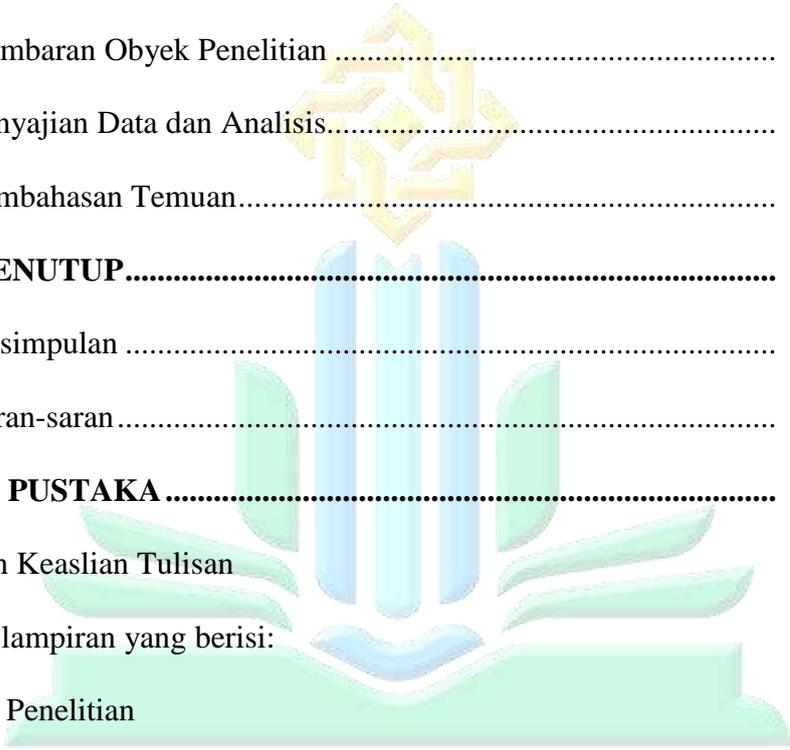 mbaran Obyek Penelitian ........................................................
nyajian Data dan Analisis........................................................
mbahasan Temuan....................................................................
ENUTUP....................................................................................
simpulan ..................................................................................
ran-saran...................................................................................
PUSTAKA................................................................................
n Keaslian Tulisan
lampiran yang berisi:
Penelitian